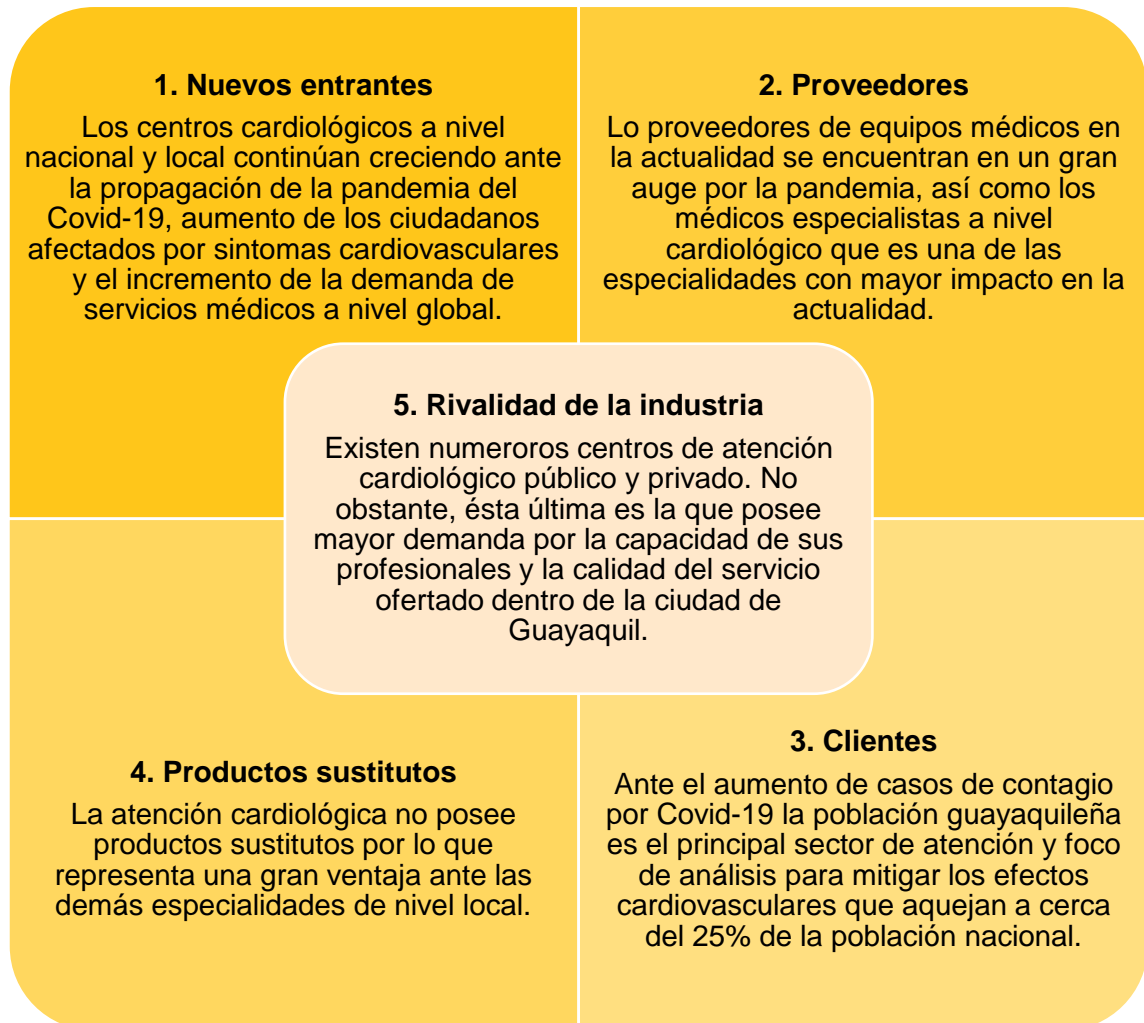 1. Nuevos entrantes
Los centros cardiológicos a nivel
nacional y local continúan creciendo ante
la propagación de la pandemia del
Covid-19, aumento de los ciudadanos
afectados por sintomas cardiovasculares
y el incremento de la demanda de
servicios médicos a nivel global.
2. Proveedores
Lo proveedores de equipos médicos en
la actualidad se encuentran en un gran
auge por la pandemia, así como los
médicos especialistas a nivel
cardiológico que es una de las
especialidades con mayor impacto en la
actualidad.
5. Rivalidad de la industria
Existen numeroros centros de atención
cardiológico público y privado. No
obstante, ésta última es la que posee
mayor demanda por la capacidad de sus
profesionales y la calidad del servicio
ofertado dentro de la ciudad de
Guayaquil.
4. Productos sustitutos
La atención cardiológica no posee
productos sustitutos por lo que
representa una gran ventaja ante las
demás especialidades de nivel local.
3. Clientes
Ante el aumento de casos de contagio
por Covid-19 la población guayaquileña
es el principal sector de atención y foco
de análisis para mitigar los efectos
cardiovasculares que aquejan a cerca
del 25% de la población nacional.